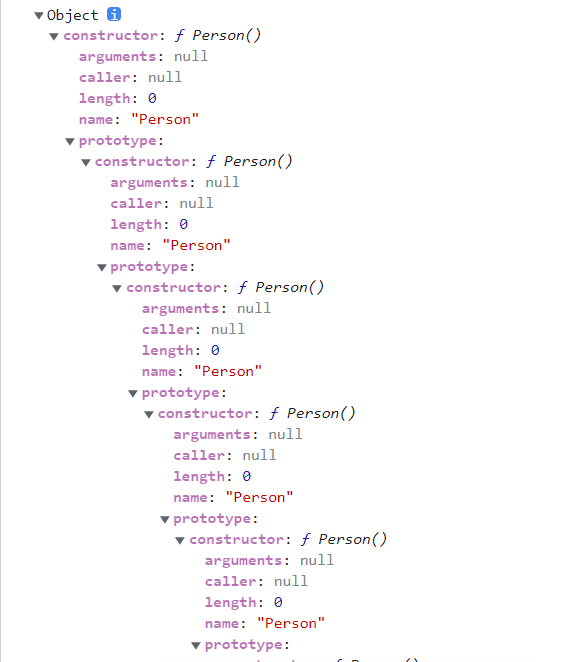 ▼Object i
▼constructor: ƒ Person()
arguments: null
caller: null
length: 0
name: "Person"
▼prototype:
▼constructor: ƒ Person()
arguments: null
caller: null
length: 0
name: "Person"
▼prototype:
▼constructor: ƒ Person()
arguments: null
caller: null
length: 0
name: "Person"
▼prototype:
▼constructor: ƒ Person()
arguments: null
caller: null
length: 0
name: "Person"
▼prototype:
▼constructor: ƒ Person()
arguments: null
caller: null
length: 0
name: "Person"
▼prototype: